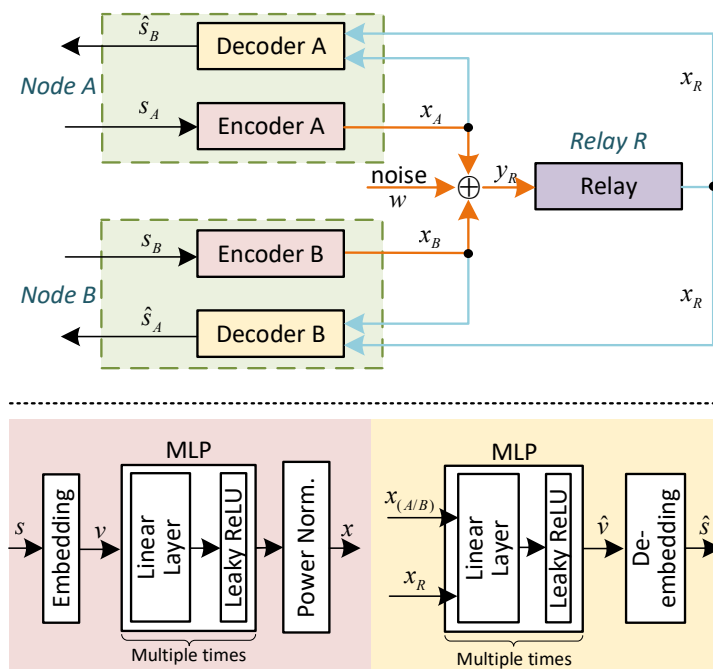 ŝ_B
Decoder A
Node A
x_R
s_A
Encoder A
x_A
Relay R
noise
w
y_R
Relay
s_B
Encoder B
x_B
Node B
ŝ_A
Decoder B
x_R
MLP
s
Embedding
v
Linear Layer
Leaky ReLU
Power Norm.
x
Multiple times
MLP
x_(A/B)
x_R
Linear Layer
Leaky ReLU
v̂
De-
embedding
ŝ
Multiple times